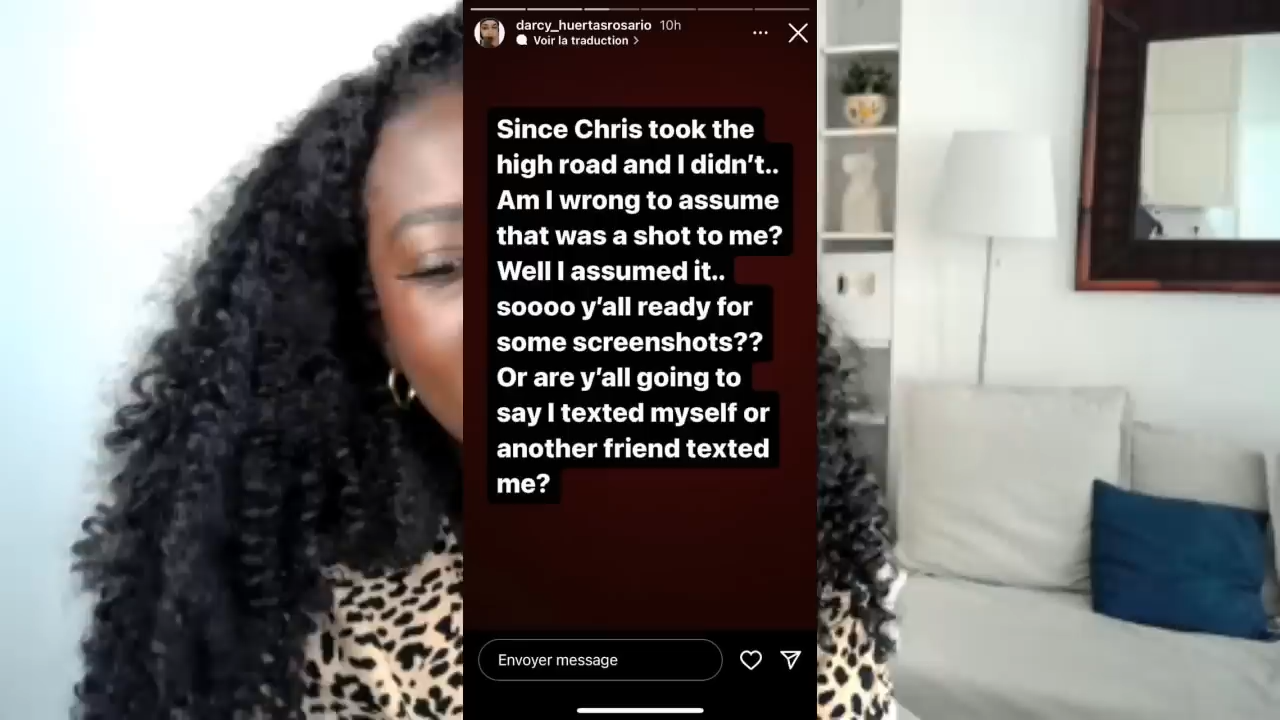 darcy_huertasrosario 10h
Voir la traduction
Since Chris took the
high road and I didn’t..
Am I wrong to assume
that was a shot to me?
Well I assumed it..
soooo y’all ready for
some screenshots??
Or are y’all going to
say I texted myself or
another friend texted
me?
Envoyer message